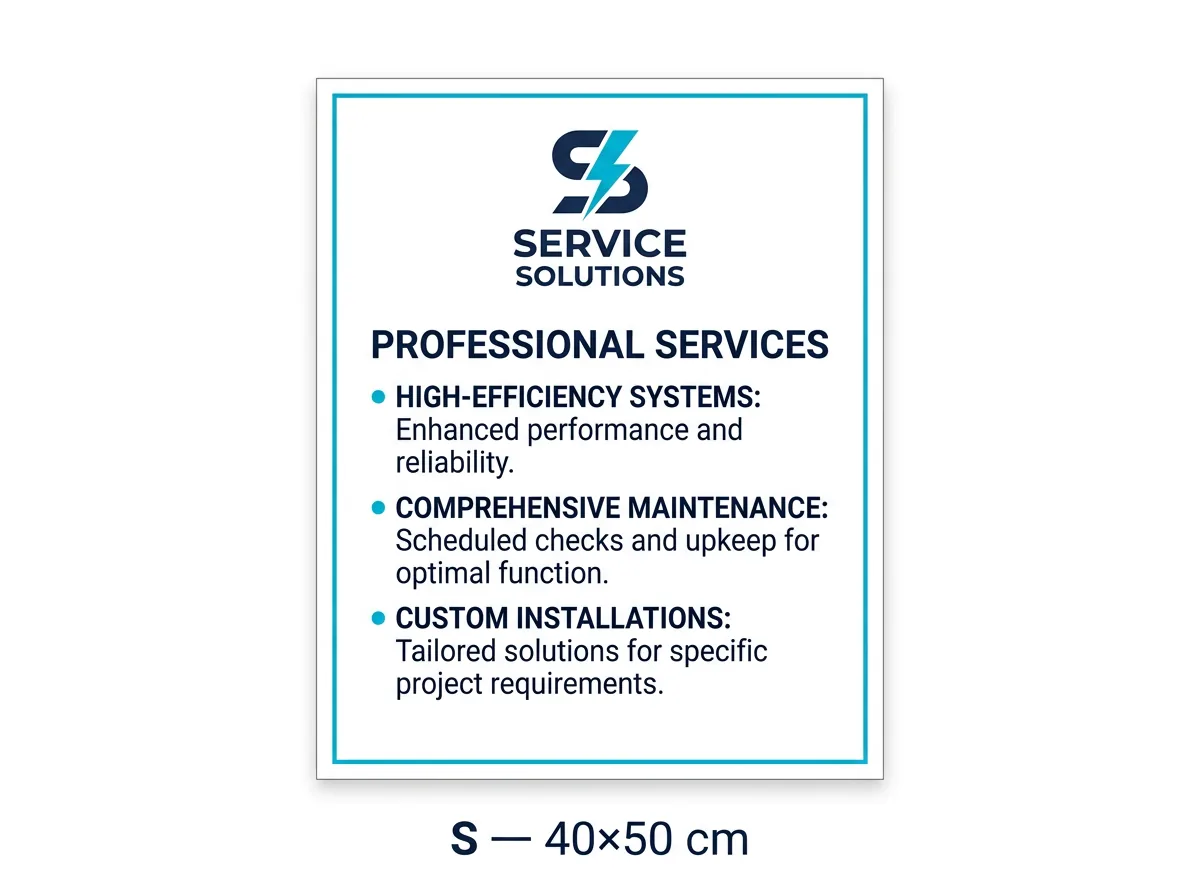 SERVICE
SOLUTIONS
PROFESSIONAL SERVICES
• HIGH-EFFICIENCY SYSTEMS:
Enhanced performance and
reliability.
• COMPREHENSIVE MAINTENANCE:
Scheduled checks and upkeep for
optimal function.
• CUSTOM INSTALLATIONS:
Tailored solutions for specific
project requirements.
S — 40×50 cm